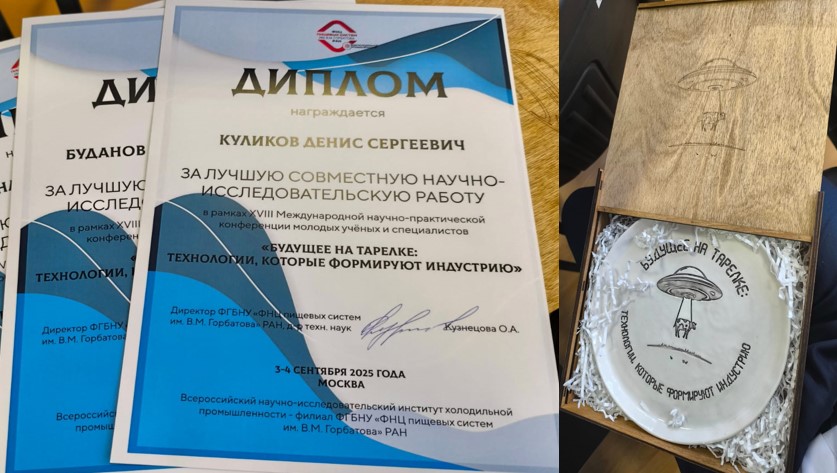 ДИПЛОМ
награждается
КУЛИКОВ ДЕНИС СЕРГЕЕВИЧ
ЗА ЛУЧШУЮ СОВМЕСТНУЮ НАУЧНО-
ИССЛЕДОВАТЕЛЬСКУЮ РАБОТУ
в рамках XVIII Международной научно-практической
конференции молодых учёных и специалистов
«БУДУЩЕЕ НА ТАРЕЛКЕ:
ТЕХНОЛОГИИ, КОТОРЫЕ ФОРМИРУЮТ ИНДУСТРИЮ»
Директор ФГБНУ «ФНЦ пищевых систем
им. В.М. Горбатова» РАН, д-р техн. наук
Кузнецова О.А.
3-4 СЕНТЯБРЯ 2025 ГОДА
МОСКВА
Всероссийский научно-исследовательский институт холодильной
промышленности - филиал ФГБНУ «ФНЦ пищевых систем
им. В.М. Горбатова» РАН
ДИ
БУДАНОВ
ЗА ЛУЧШУЮ
ИССЛЕД
в рамках XVIII
конферен
ТЕХНОЛОГИИ,
Директор ФГБНУ «ФНЦ
им. В.М. Горбатова»
Всероссийский
промышлен
БУДУЩЕЕ НА ТАРЕЛКЕ:
ТЕХНОЛОГИИ, КОТОРЫЕ ФОРМИРУЮТ ИНДУСТРИЮ